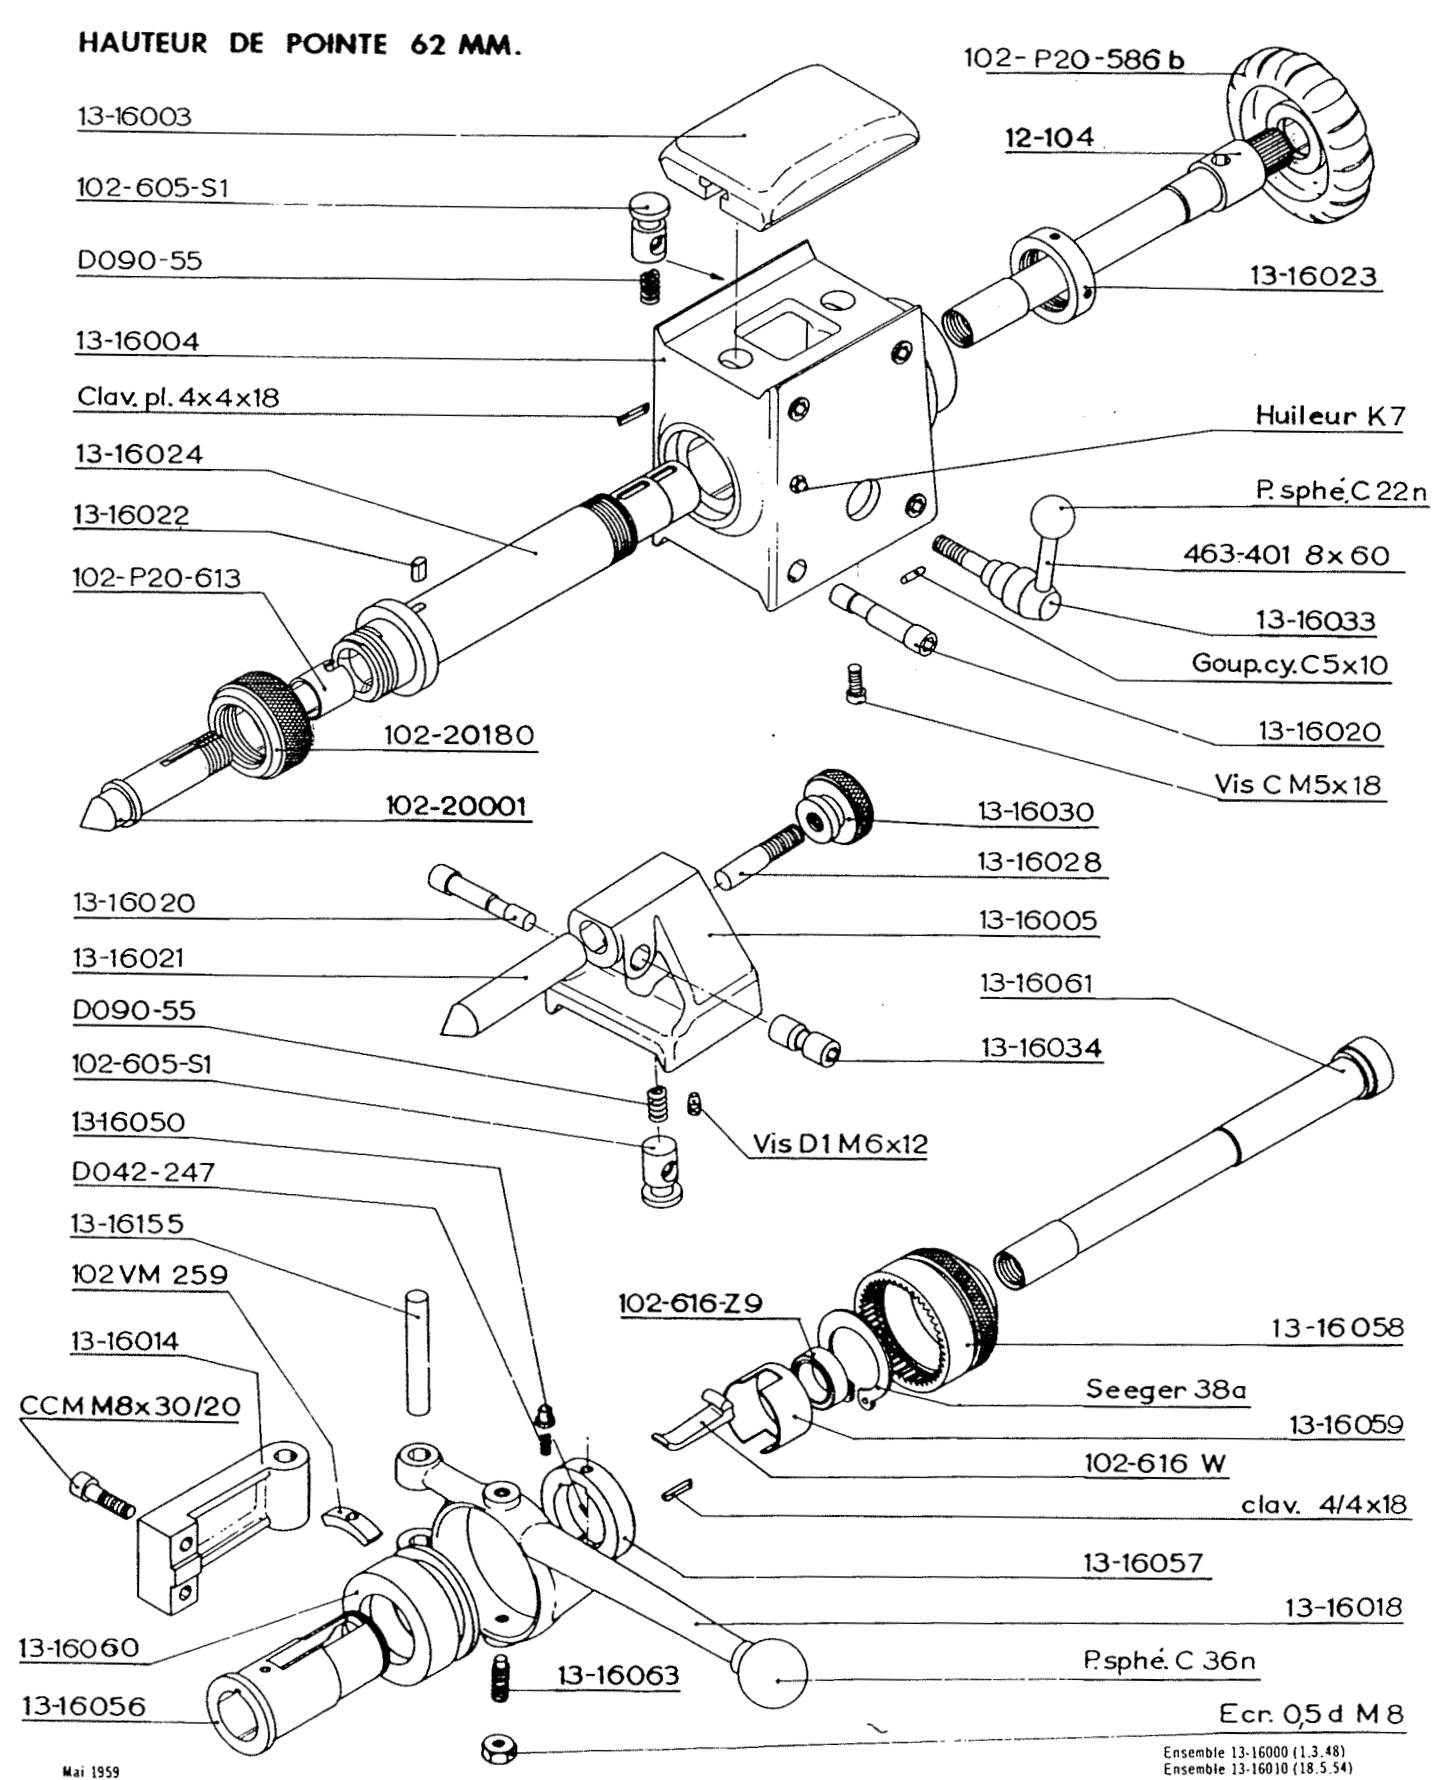 HAUTEUR DE POINTE 62 MM.
102-P20-586 b
13-16003
12-104
102-605-S1
D090-55
13-16023
13-16004
Clav. pl. 4x4x18
Huileur K7
13-16024
P. sphé. C 22n
13-16022
463-401 8x60
102-P20-613
13-16033
Goup.cy. C5x10
102-20180
13-16020
Vis C M5x18
102-20001
13-16030
13-16028
13-16020
13-16005
13-16021
13-16061
D090-55
13-16034
102-605-S1
13-16050
Vis D1 M6x12
D042-247
13-16155
102 VM 259
102-616-Z9
13-16058
13-16014
Seeger 38a
CCM M8x30/20
13-16059
102-616 W
clav. 4/4x18
13-16057
13-16018
13-16060
P. sphé. C 36n
13-16063
13-16056
Ecr. 0,5 d M 8
Ensemble 13-16000 (1.3.48)
Ensemble 13-16010 (18.5.54)
Mai 1959